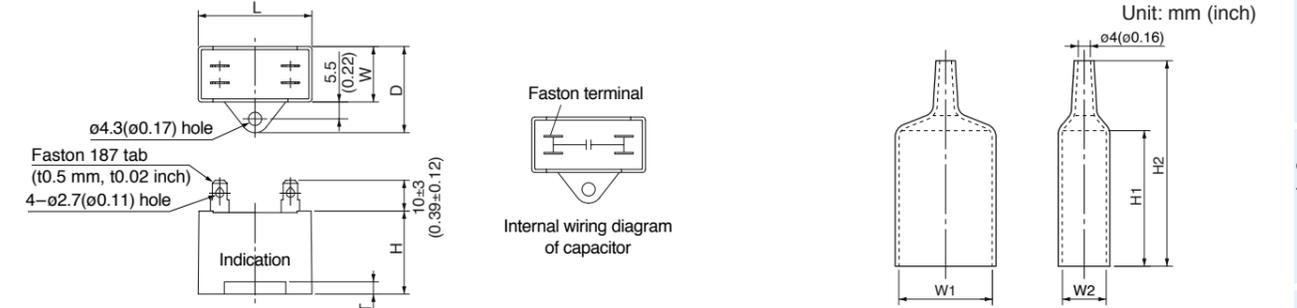 Unit: mm (inch)
L
5.5
(0.22)
W
D
ø4.3(ø0.17) hole
Faston 187 tab
(t0.5 mm, t0.02 inch)
4–ø2.7(ø0.11) hole
10±3
(0.39±0.12)
H
Indication
Faston terminal
Internal wiring diagram
of capacitor
ø4(ø0.16)
H1
H2
W1
W2